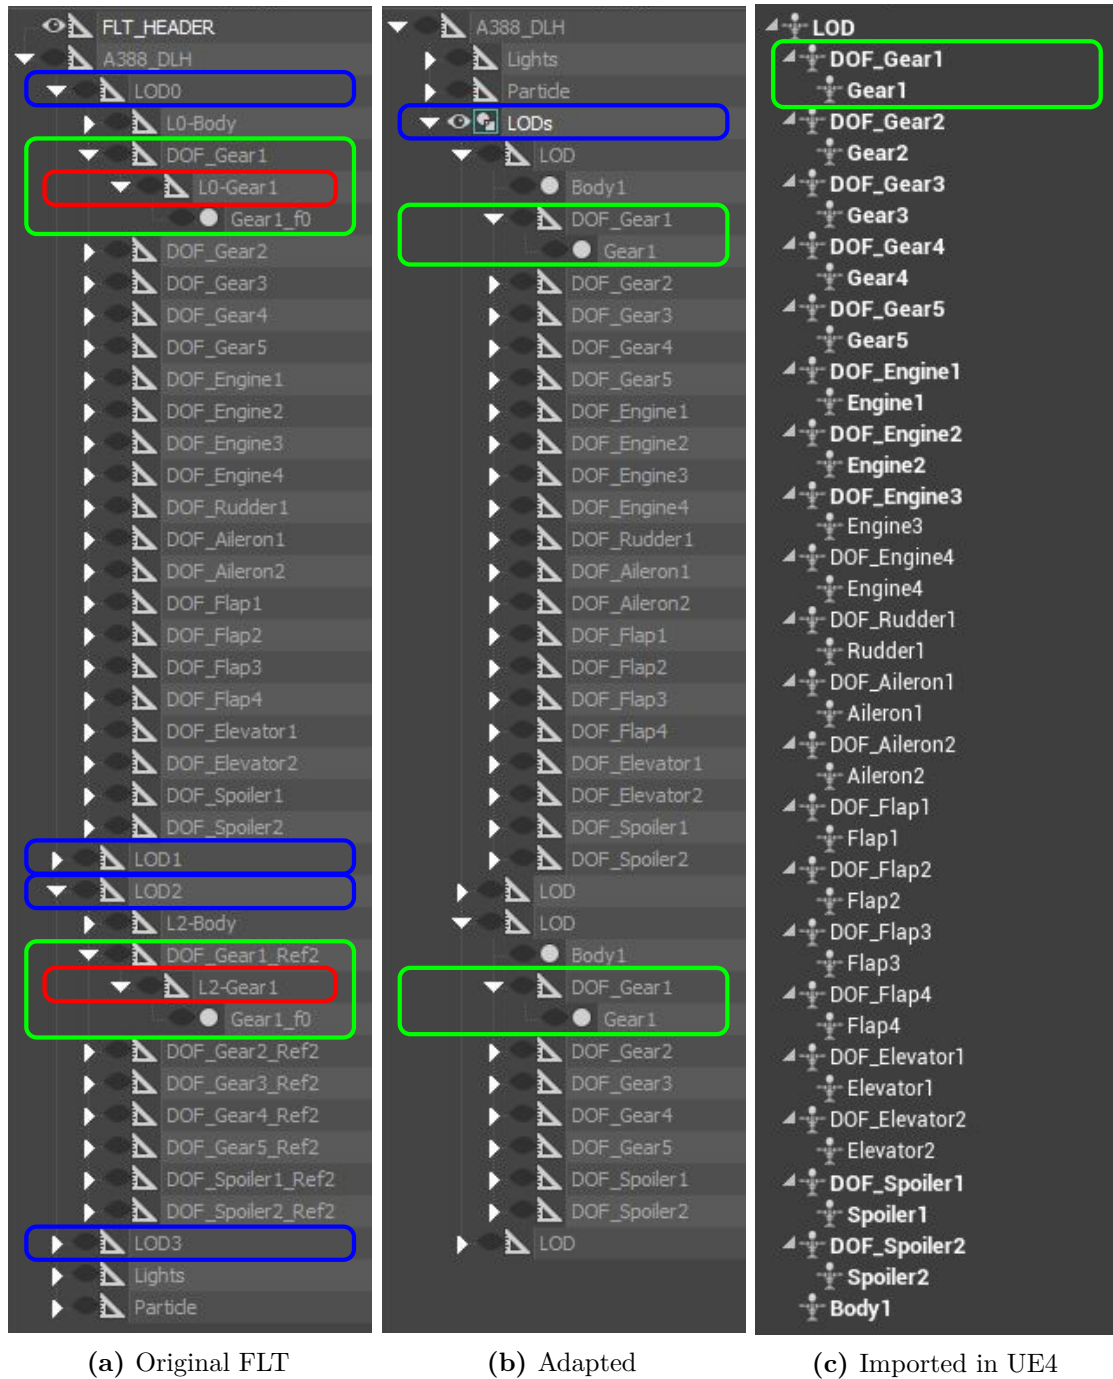 FLT_HEADER
A388_DLH
LOD0
L0-Body
DOF_Gear1
L0-Gear1
Gear1_f0
DOF_Gear2
DOF_Gear3
DOF_Gear4
DOF_Gear5
DOF_Engine1
DOF_Engine2
DOF_Engine3
DOF_Engine4
DOF_Rudder1
DOF_Aileron1
DOF_Aileron2
DOF_Flap1
DOF_Flap2
DOF_Flap3
DOF_Flap4
DOF_Elevator1
DOF_Elevator2
DOF_Spoiler1
DOF_Spoiler2
LOD1
LOD2
L2-Body
DOF_Gear1_Ref2
L2-Gear1
Gear1_f0
DOF_Gear2_Ref2
DOF_Gear3_Ref2
DOF_Gear4_Ref2
DOF_Gear5_Ref2
DOF_Spoiler1_Ref2
DOF_Spoiler2_Ref2
LOD3
Lights
Particle
(a) Original FLT
A388_DLH
Lights
Particle
LODs
LOD
Body1
DOF_Gear1
Gear1
DOF_Gear2
DOF_Gear3
DOF_Gear4
DOF_Gear5
DOF_Engine1
DOF_Engine2
DOF_Engine3
DOF_Engine4
DOF_Rudder1
DOF_Aileron1
DOF_Aileron2
DOF_Flap1
DOF_Flap2
DOF_Flap3
DOF_Flap4
DOF_Elevator1
DOF_Elevator2
DOF_Spoiler1
DOF_Spoiler2
LOD
LOD
Body1
DOF_Gear1
Gear1
DOF_Gear2
DOF_Gear3
DOF_Gear4
DOF_Gear5
DOF_Spoiler1
DOF_Spoiler2
LOD
(b) Adapted
LOD
DOF_Gear1
Gear1
DOF_Gear2
Gear2
DOF_Gear3
Gear3
DOF_Gear4
Gear4
DOF_Gear5
Gear5
DOF_Engine1
Engine1
DOF_Engine2
Engine2
DOF_Engine3
Engine3
DOF_Engine4
Engine4
DOF_Rudder1
Rudder1
DOF_Aileron1
Aileron1
DOF_Aileron2
Aileron2
DOF_Flap1
Flap1
DOF_Flap2
Flap2
DOF_Flap3
Flap3
DOF_Flap4
Flap4
DOF_Elevator1
Elevator1
DOF_Elevator2
Elevator2
DOF_Spoiler1
Spoiler1
DOF_Spoiler2
Spoiler2
Body1
(c) Imported in UE4